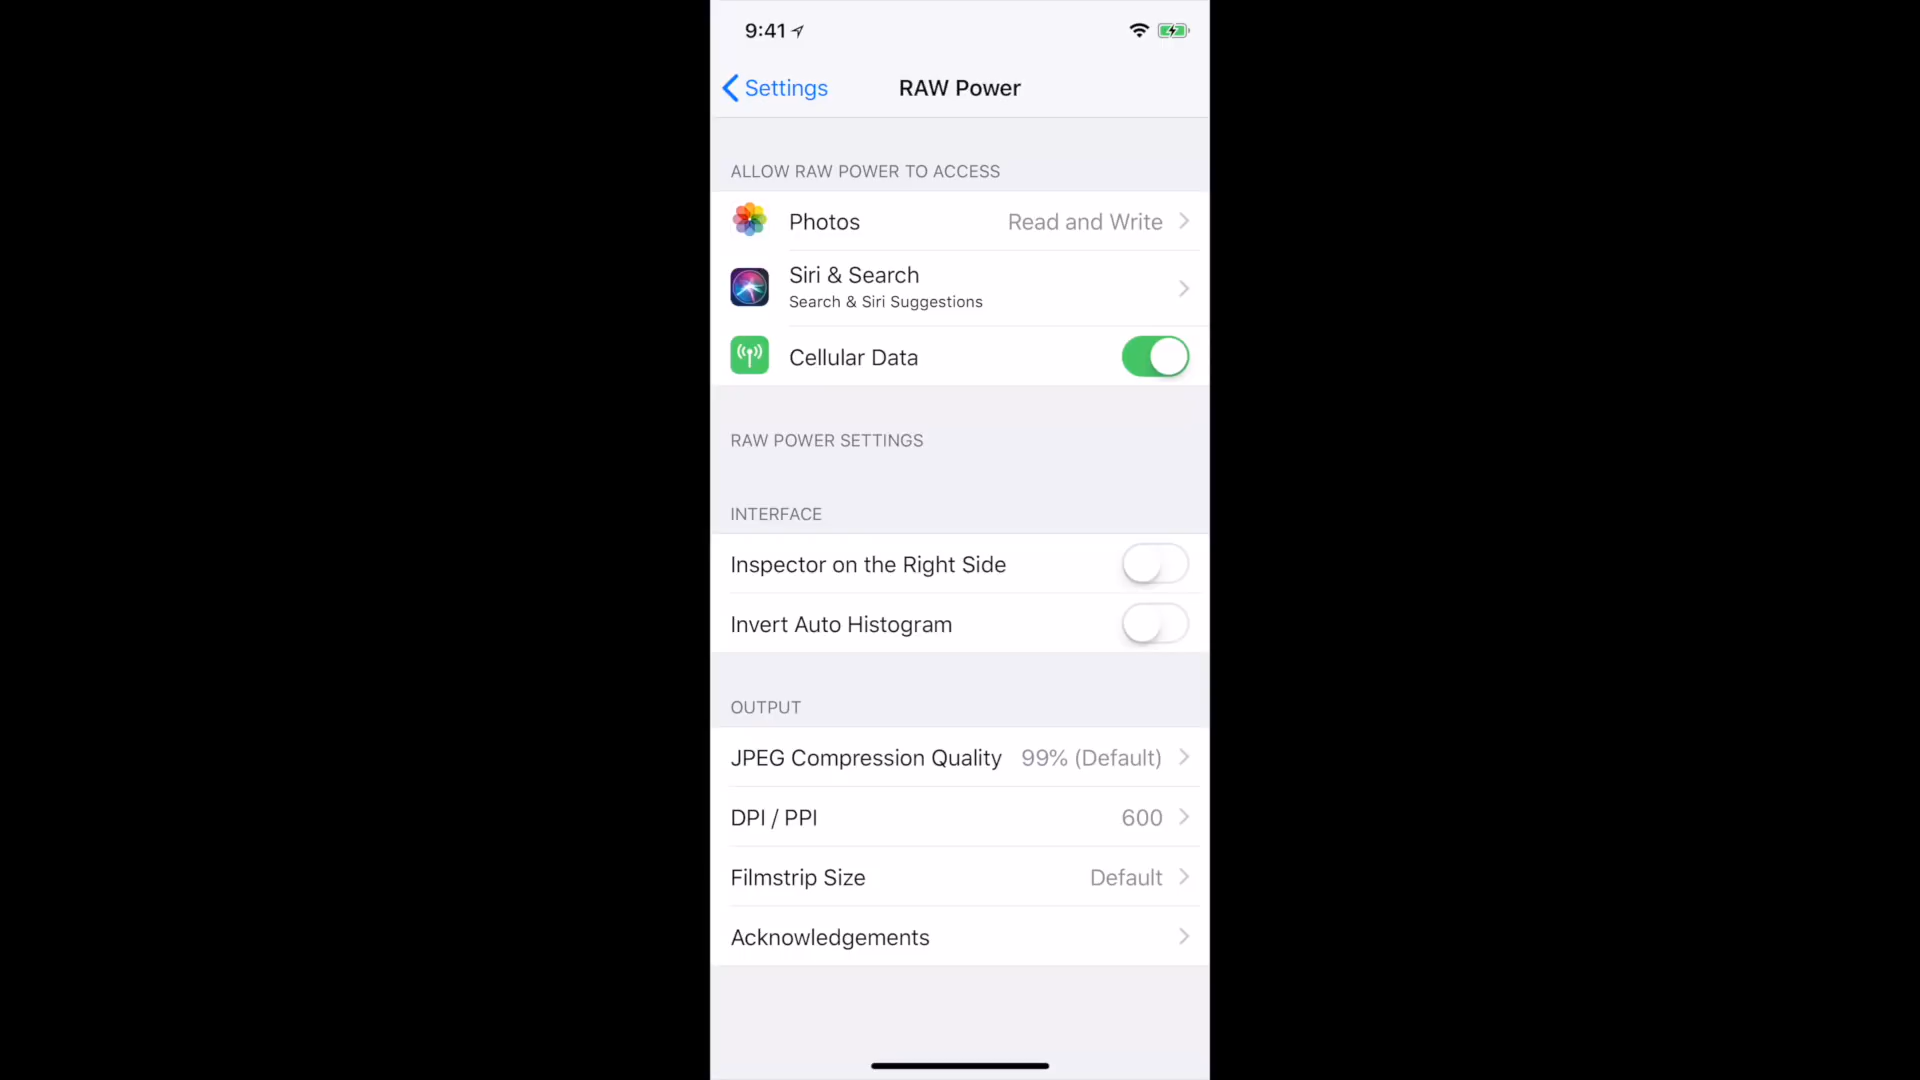 9:41
Settings
RAW Power
ALLOW RAW POWER TO ACCESS
Photos Read and Write
Siri & Search
Search & Siri Suggestions
Cellular Data
RAW POWER SETTINGS
INTERFACE
Inspector on the Right Side
Invert Auto Histogram
OUTPUT
JPEG Compression Quality 99% (Default)
DPI / PPI 600
Filmstrip Size Default
Acknowledgements